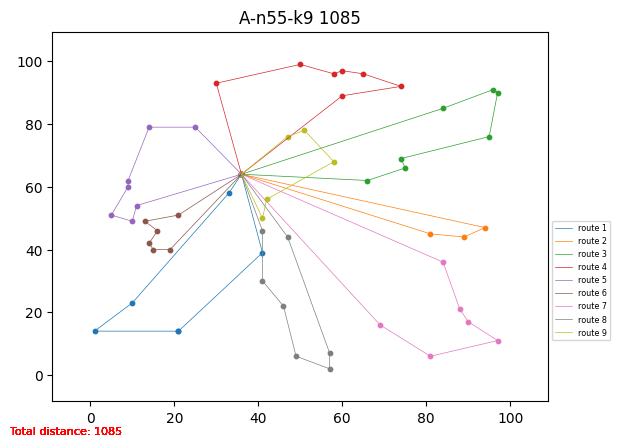 A-n55-k9 1085
100
80
60
40
20
0
0 20 40 60 80 100
route 1
route 2
route 3
route 4
route 5
route 6
route 7
route 8
route 9
Total distance: 1085